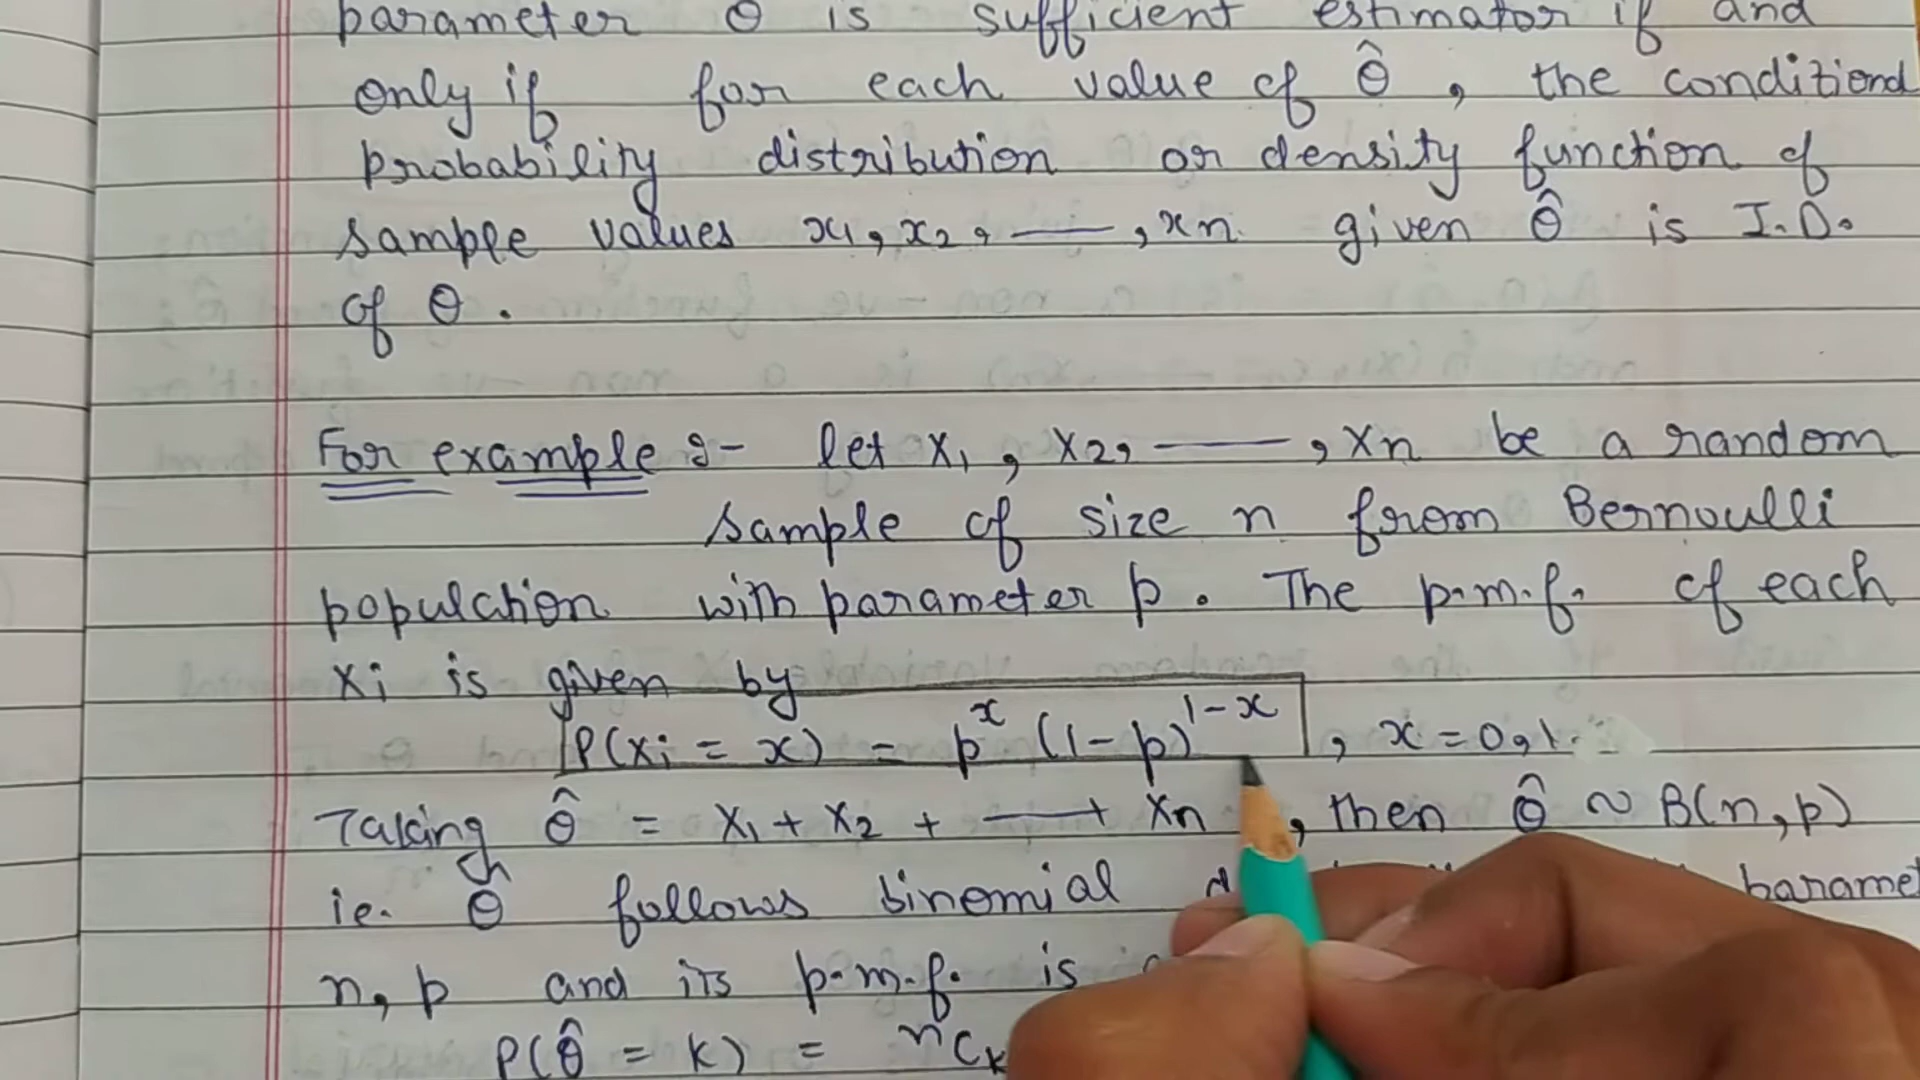 parameter θ is sufficient estimator if and
only if for each value of θ̂ , the conditional
probability distribution or density function of
sample values x₁, x₂, —, xn. given θ̂ is I.D.
of θ.
For example :- let X₁, X₂, —, Xn be a random
sample of size n from Bernoulli
population with parameter p. The p.m.f. of each
Xi is given by
P(Xi = x) = p^x (1-p)^1-x , x = 0,1.
Taking θ̂ = X₁ + X₂ + — + Xn , then θ̂ ~ B(n,p)
ie. θ̂ follows binomial
n, p and its p.m.f. is
P(θ̂ = k) = ⁿCk